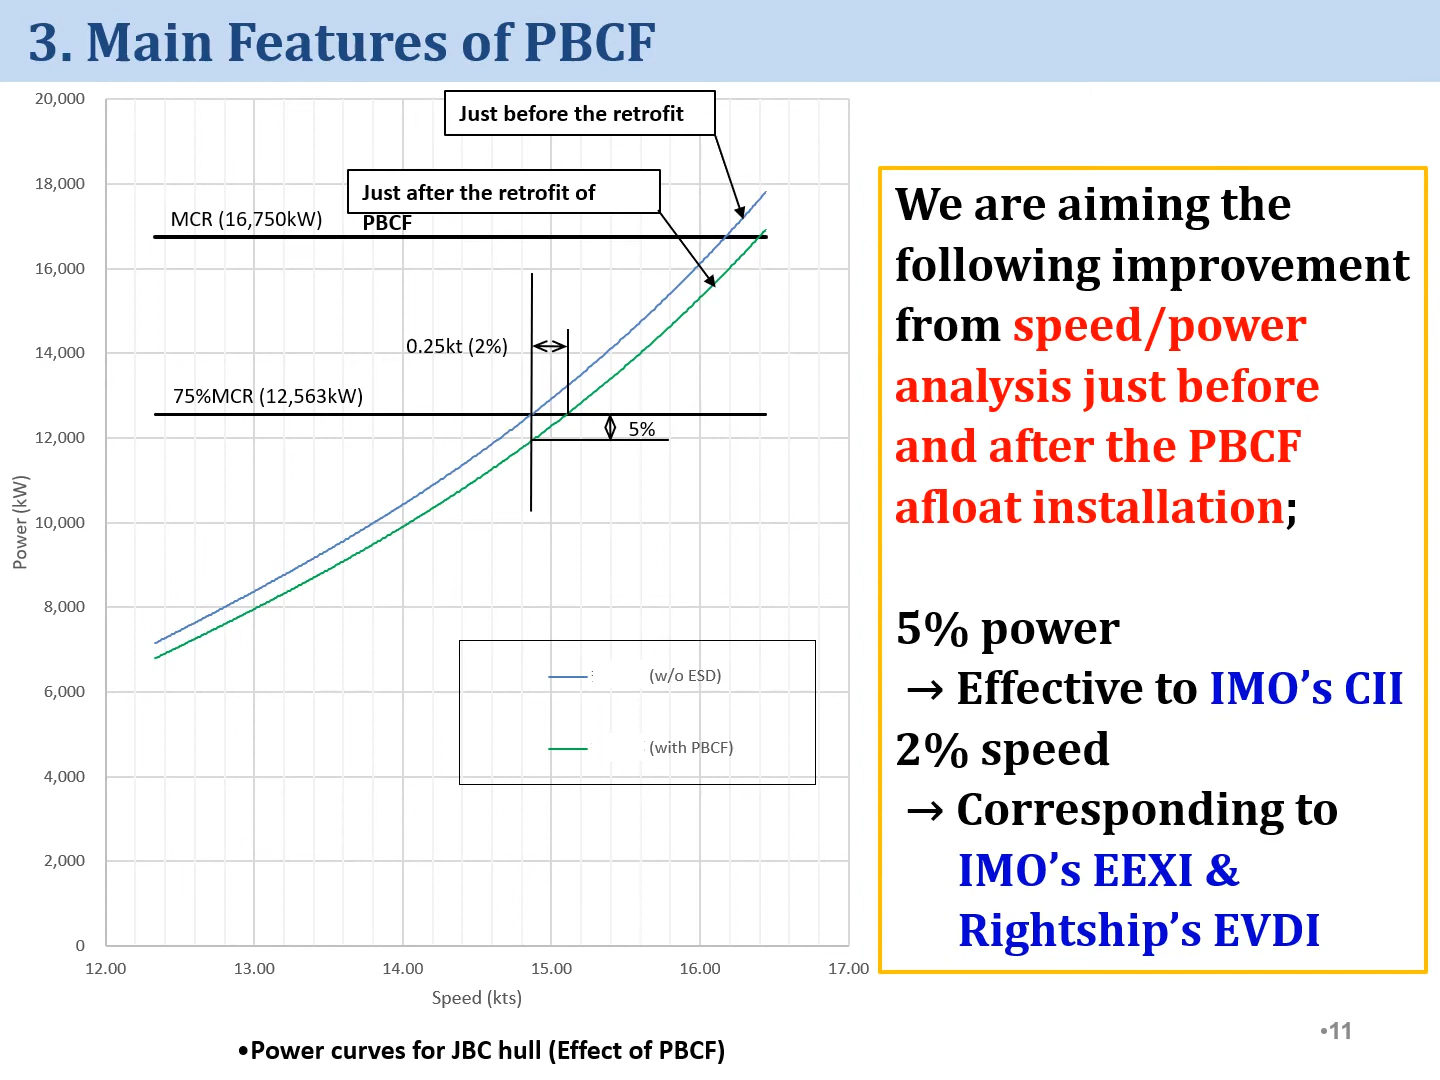 3. Main Features of PBCF
Just before the retrofit
Just after the retrofit of
PBCF
MCR (16,750kW)
0.25kt (2%)
75%MCR (12,563kW)
5%
20,000
18,000
16,000
14,000
12,000
10,000
8,000
6,000
4,000
2,000
0
Power (kW)
(w/o ESD)
(with PBCF)
12.00 13.00 14.00 15.00 16.00 17.00
Speed (kts)
•Power curves for JBC hull (Effect of PBCF)
We are aiming the
following improvement
from speed/power
analysis just before
and after the PBCF
afloat installation;
5% power
→ Effective to IMO’s CII
2% speed
→ Corresponding to
IMO’s EEXI &
Rightship’s EVDI
•11